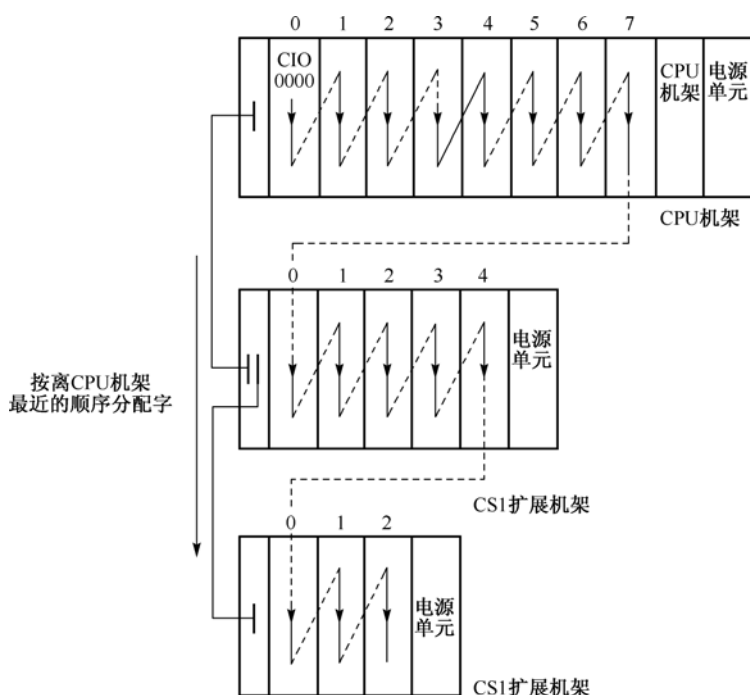 0 1 2 3 4 5 6 7
CIO
0000
CPU
机架
电源
单元
CPU机架
0 1 2 3 4
电源
单元
按离CPU机架
最近的顺序分配字
CS1扩展机架
0 1 2
电源
单元
CS1扩展机架